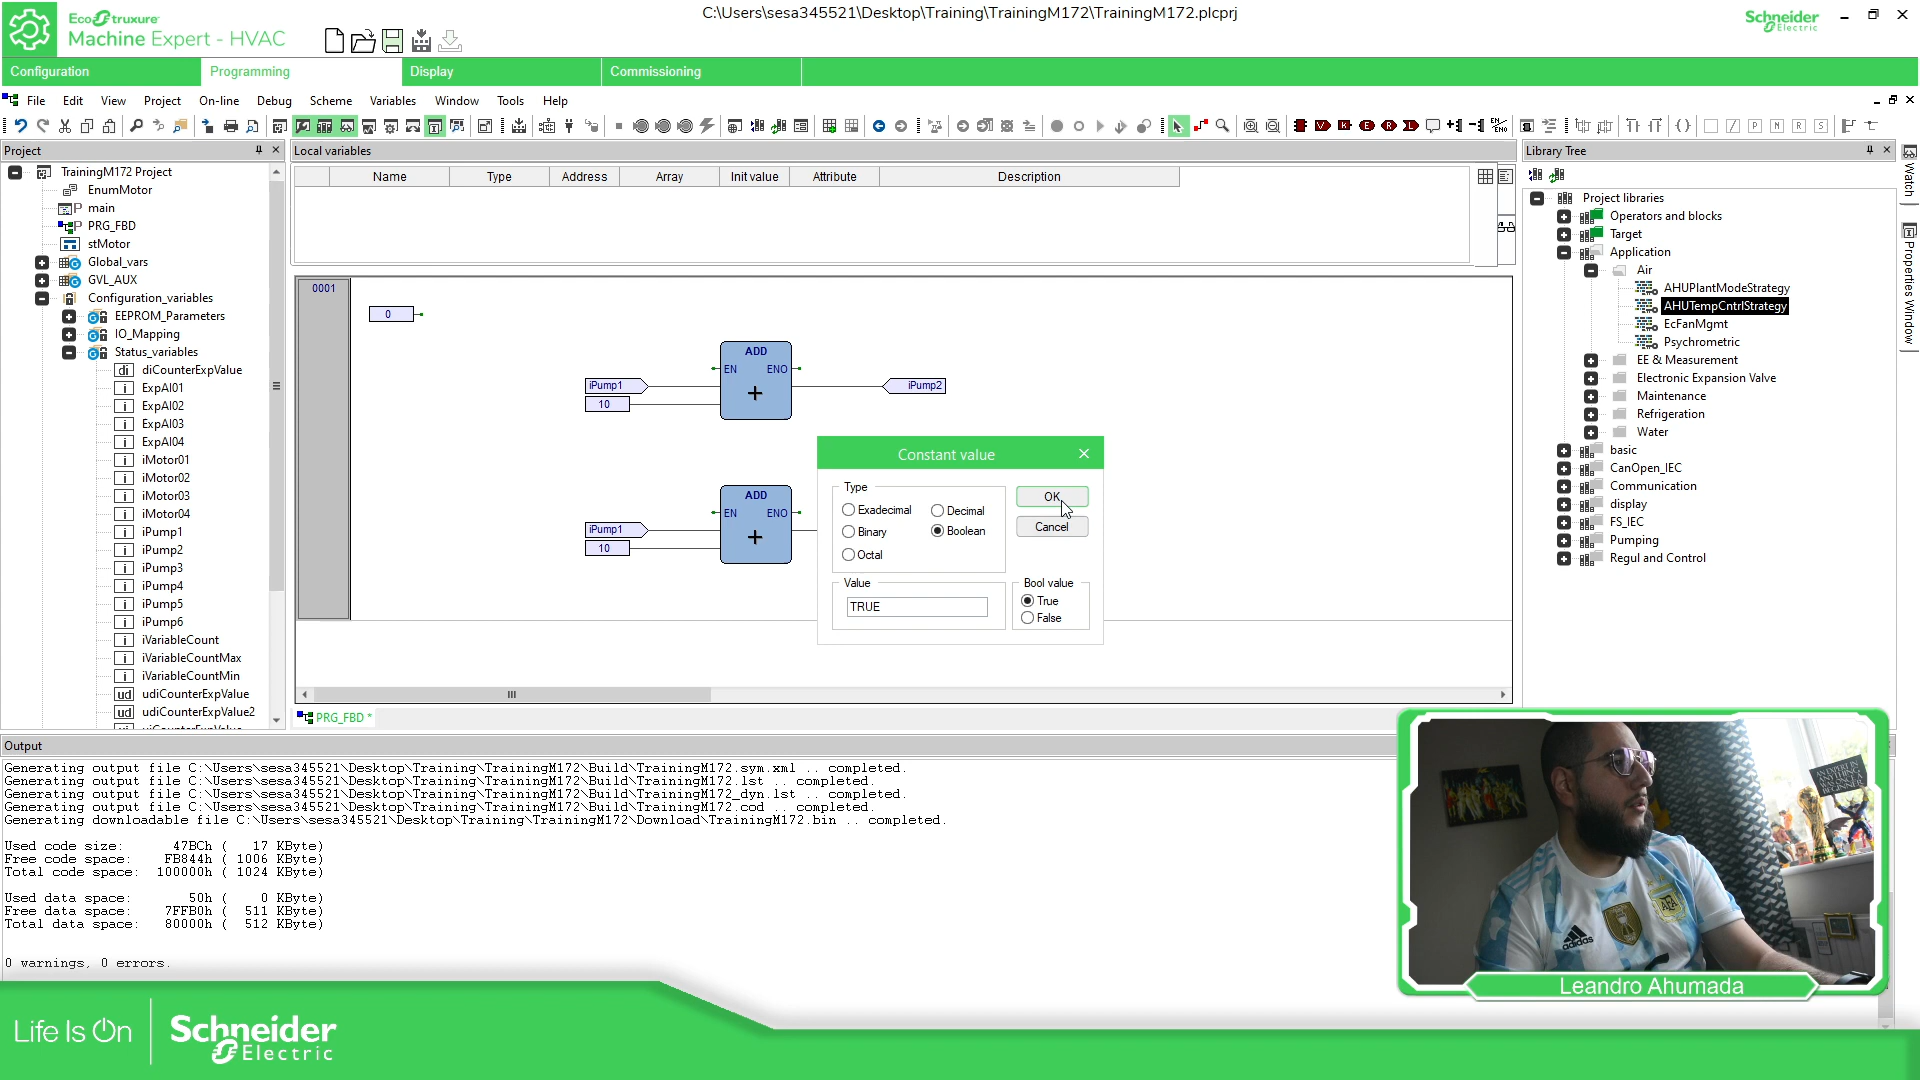 C:\Users\sesa345521\Desktop\Training\TrainingM172\TrainingM172.plcprj
EcoStruxure
Machine Expert - HVAC
Schneider
Electric
Configuration
Programming
Display
Commissioning
File
Edit
View
Project
On-line
Debug
Scheme
Variables
Window
Tools
Help
Project
TrainingM172 Project
EnumMotor
main
PRG_FBD
stMotor
Global_vars
GVL_AUX
Configuration_variables
EEPROM_Parameters
IO_Mapping
Status_variables
di diCounterExpValue
i ExpAI01
i ExpAI02
i ExpAI03
i ExpAI04
i iMotor01
i iMotor02
i iMotor03
i iMotor04
i iPump1
i iPump2
i iPump3
i iPump4
i iPump5
i iPump6
i iVariableCount
i iVariableCountMax
i iVariableCountMin
ud udiCounterExpValue
ud udiCounterExpValue2
Local variables
Name
Type
Address
Array
Init value
Attribute
Description
0001
0
ADD
EN ENO
+
iPump1
10
iPump2
ADD
EN ENO
+
iPump1
10
Constant value
Type
Exadecimal
Decimal
Binary
Boolean
Octal
OK
Cancel
Value
TRUE
Bool value
True
False
PRG_FBD *
Library Tree
Project libraries
Operators and blocks
Target
Application
Air
AHUPlantModeStrategy
AHUTempCntrlStrategy
EcFanMgmt
Psychrometric
EE & Measurement
Electronic Expansion Valve
Maintenance
Refrigeration
Water
basic
CanOpen_IEC
Communication
display
FS_IEC
Pumping
Regul and Control
Watch
Properties Window
Output
Generating output file C:\Users\sesa345521\Desktop\Training\TrainingM172\Build\TrainingM172.sym.xml .. completed.
Generating output file C:\Users\sesa345521\Desktop\Training\TrainingM172\Build\TrainingM172.lst .. completed.
Generating output file C:\Users\sesa345521\Desktop\Training\TrainingM172\Build\TrainingM172_dyn.lst .. completed.
Generating output file C:\Users\sesa345521\Desktop\Training\TrainingM172\Build\TrainingM172.cod .. completed.
Generating downloadable file C:\Users\sesa345521\Desktop\Training\TrainingM172\Download\TrainingM172.bin .. completed.
Used code size: 47BCh ( 17 KByte)
Free code space: FB844h ( 1006 KByte)
Total code space: 100000h ( 1024 KByte)
Used data space: 50h ( 0 KByte)
Free data space: 7FFB0h ( 511 KByte)
Total data space: 80000h ( 512 KByte)
0 warnings, 0 errors.
adidas
AFA
Leandro Ahumada
Life Is On
Schneider
Electric